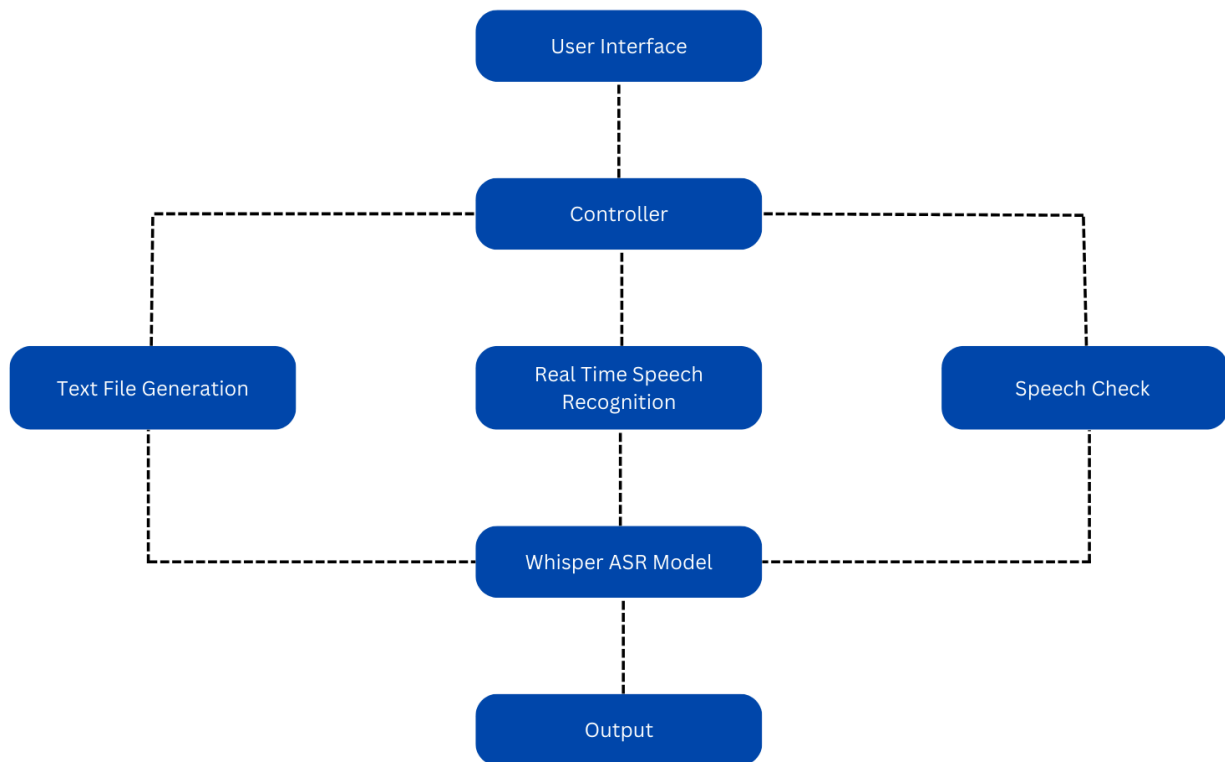 User Interface
Controller
Text File Generation
Real Time Speech
Recognition
Speech Check
Whisper ASR Model
Output